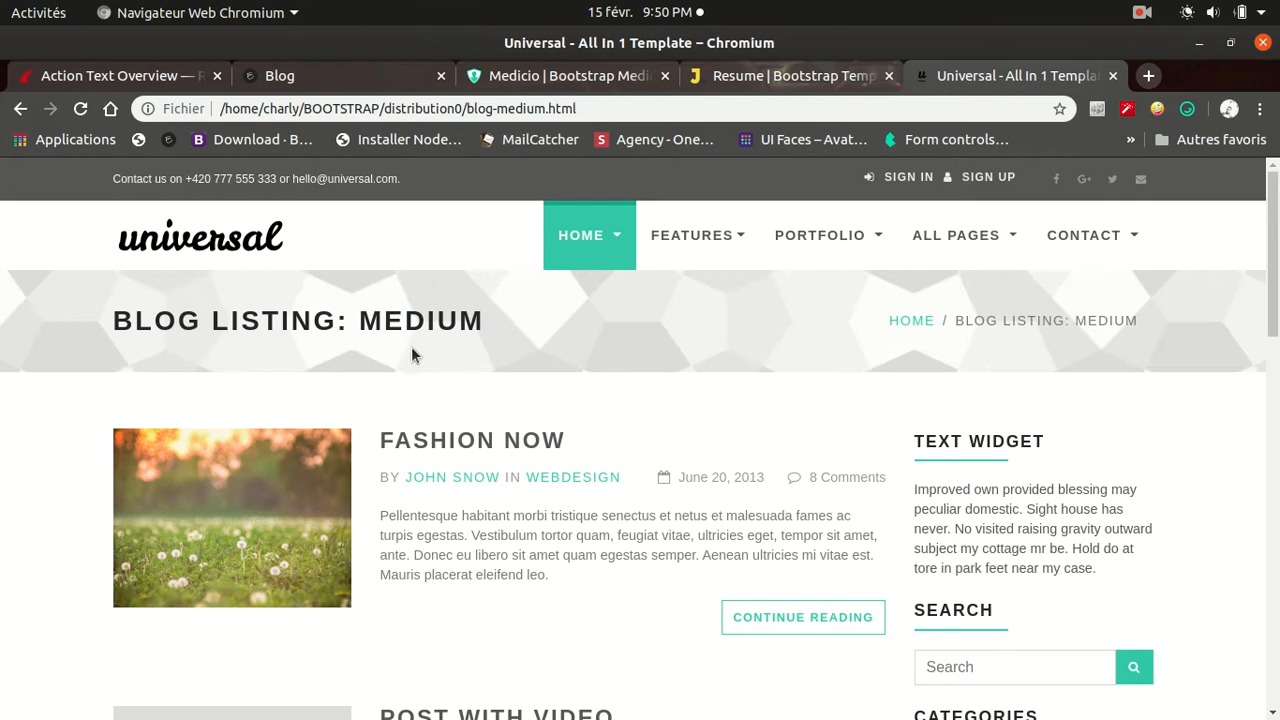 Activités
Navigateur Web Chromium
15 févr. 9:50 PM
Universal - All In 1 Template – Chromium
Action Text Overview — R
Blog
Medicio | Bootstrap Medi
Resume | Bootstrap Temp
Universal - All In 1 Templa
Fichier
/home/charly/BOOTSTRAP/distribution0/blog-medium.html
Applications
Download · B…
Installer Node…
MailCatcher
Agency - One…
UI Faces – Avat…
Form controls…
»
Autres favoris
Contact us on +420 777 555 333 or hello@universal.com.
SIGN IN
SIGN UP
universal
HOME
FEATURES
PORTFOLIO
ALL PAGES
CONTACT
BLOG LISTING: MEDIUM
HOME / BLOG LISTING: MEDIUM
FASHION NOW
BY JOHN SNOW IN WEBDESIGN
June 20, 2013
8 Comments
Pellentesque habitant morbi tristique senectus et netus et malesuada fames ac
turpis egestas. Vestibulum tortor quam, feugiat vitae, ultricies eget, tempor sit amet,
ante. Donec eu libero sit amet quam egestas semper. Aenean ultricies mi vitae est.
Mauris placerat eleifend leo.
CONTINUE READING
TEXT WIDGET
Improved own provided blessing may
peculiar domestic. Sight house has
never. No visited raising gravity outward
subject my cottage mr be. Hold do at
tore in park feet near my case.
SEARCH
Search
POST WITH VIDEO
CATEGORIES